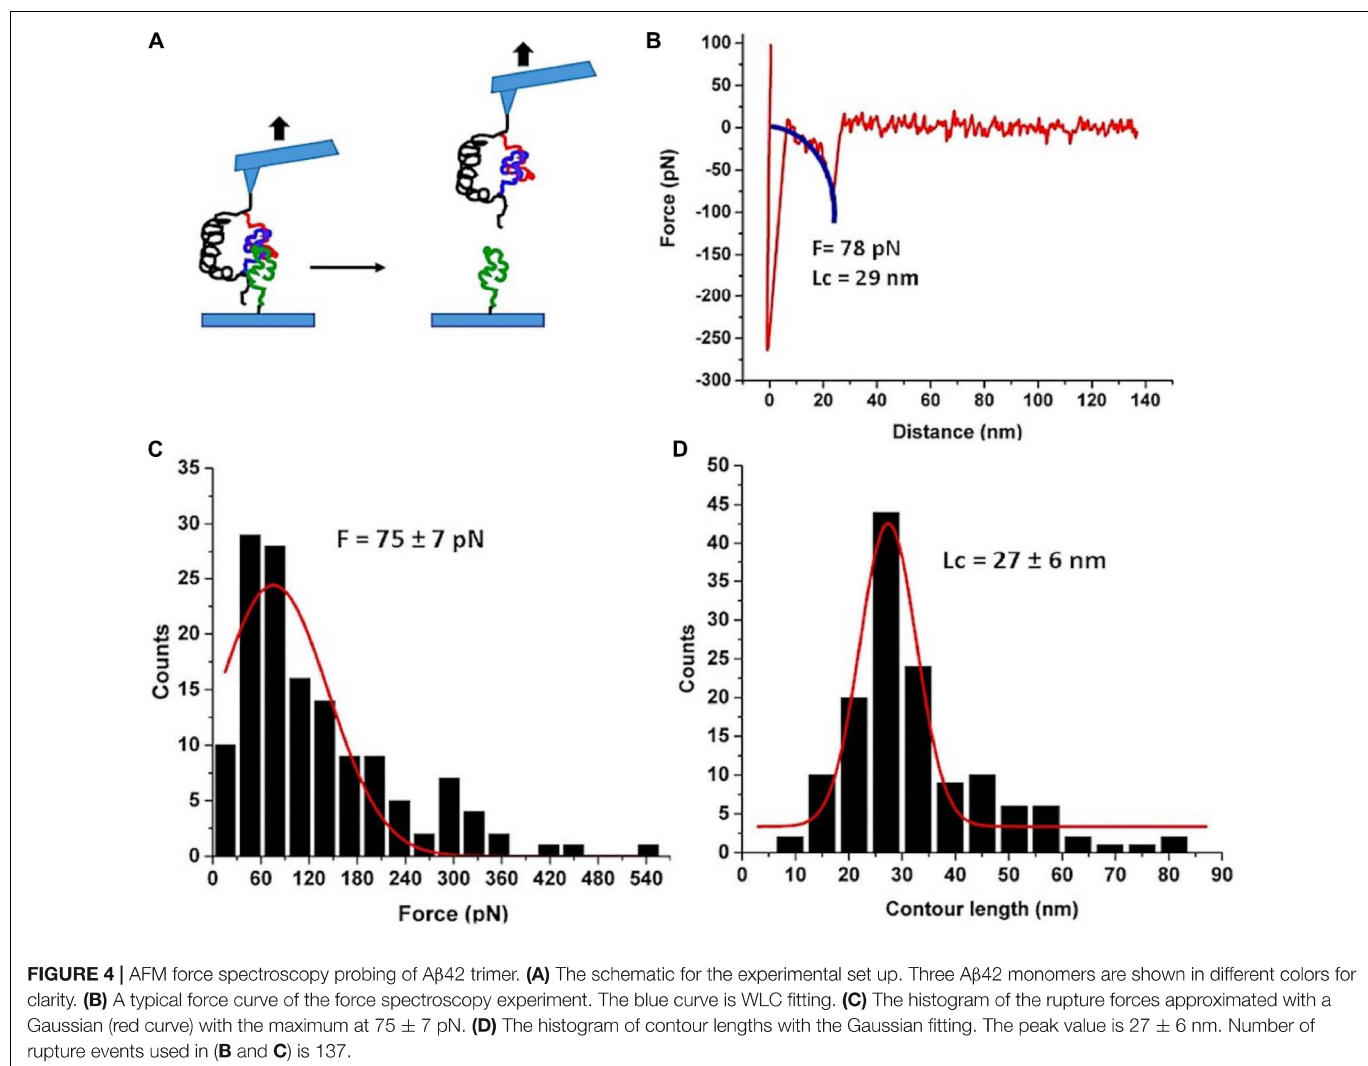 A
B
100
50
0
-50
-100
-150
-200
-250
-300
Force (pN)
F= 78 pN
Lc = 29 nm
0 20 40 60 80 100 120 140
Distance (nm)
C
35
30
25
20
15
10
5
0
Counts
F = 75 ± 7 pN
0 60 120 180 240 300 360 420 480 540
Force (pN)
D
50
45
40
35
30
25
20
15
10
5
0
Counts
Lc = 27 ± 6 nm
0 10 20 30 40 50 60 70 80 90
Contour length (nm)
FIGURE 4 | AFM force spectroscopy probing of Aβ42 trimer. (A) The schematic for the experimental set up. Three Aβ42 monomers are shown in different colors for
clarity. (B) A typical force curve of the force spectroscopy experiment. The blue curve is WLC fitting. (C) The histogram of the rupture forces approximated with a
Gaussian (red curve) with the maximum at 75 ± 7 pN. (D) The histogram of contour lengths with the Gaussian fitting. The peak value is 27 ± 6 nm. Number of
rupture events used in (B and C) is 137.